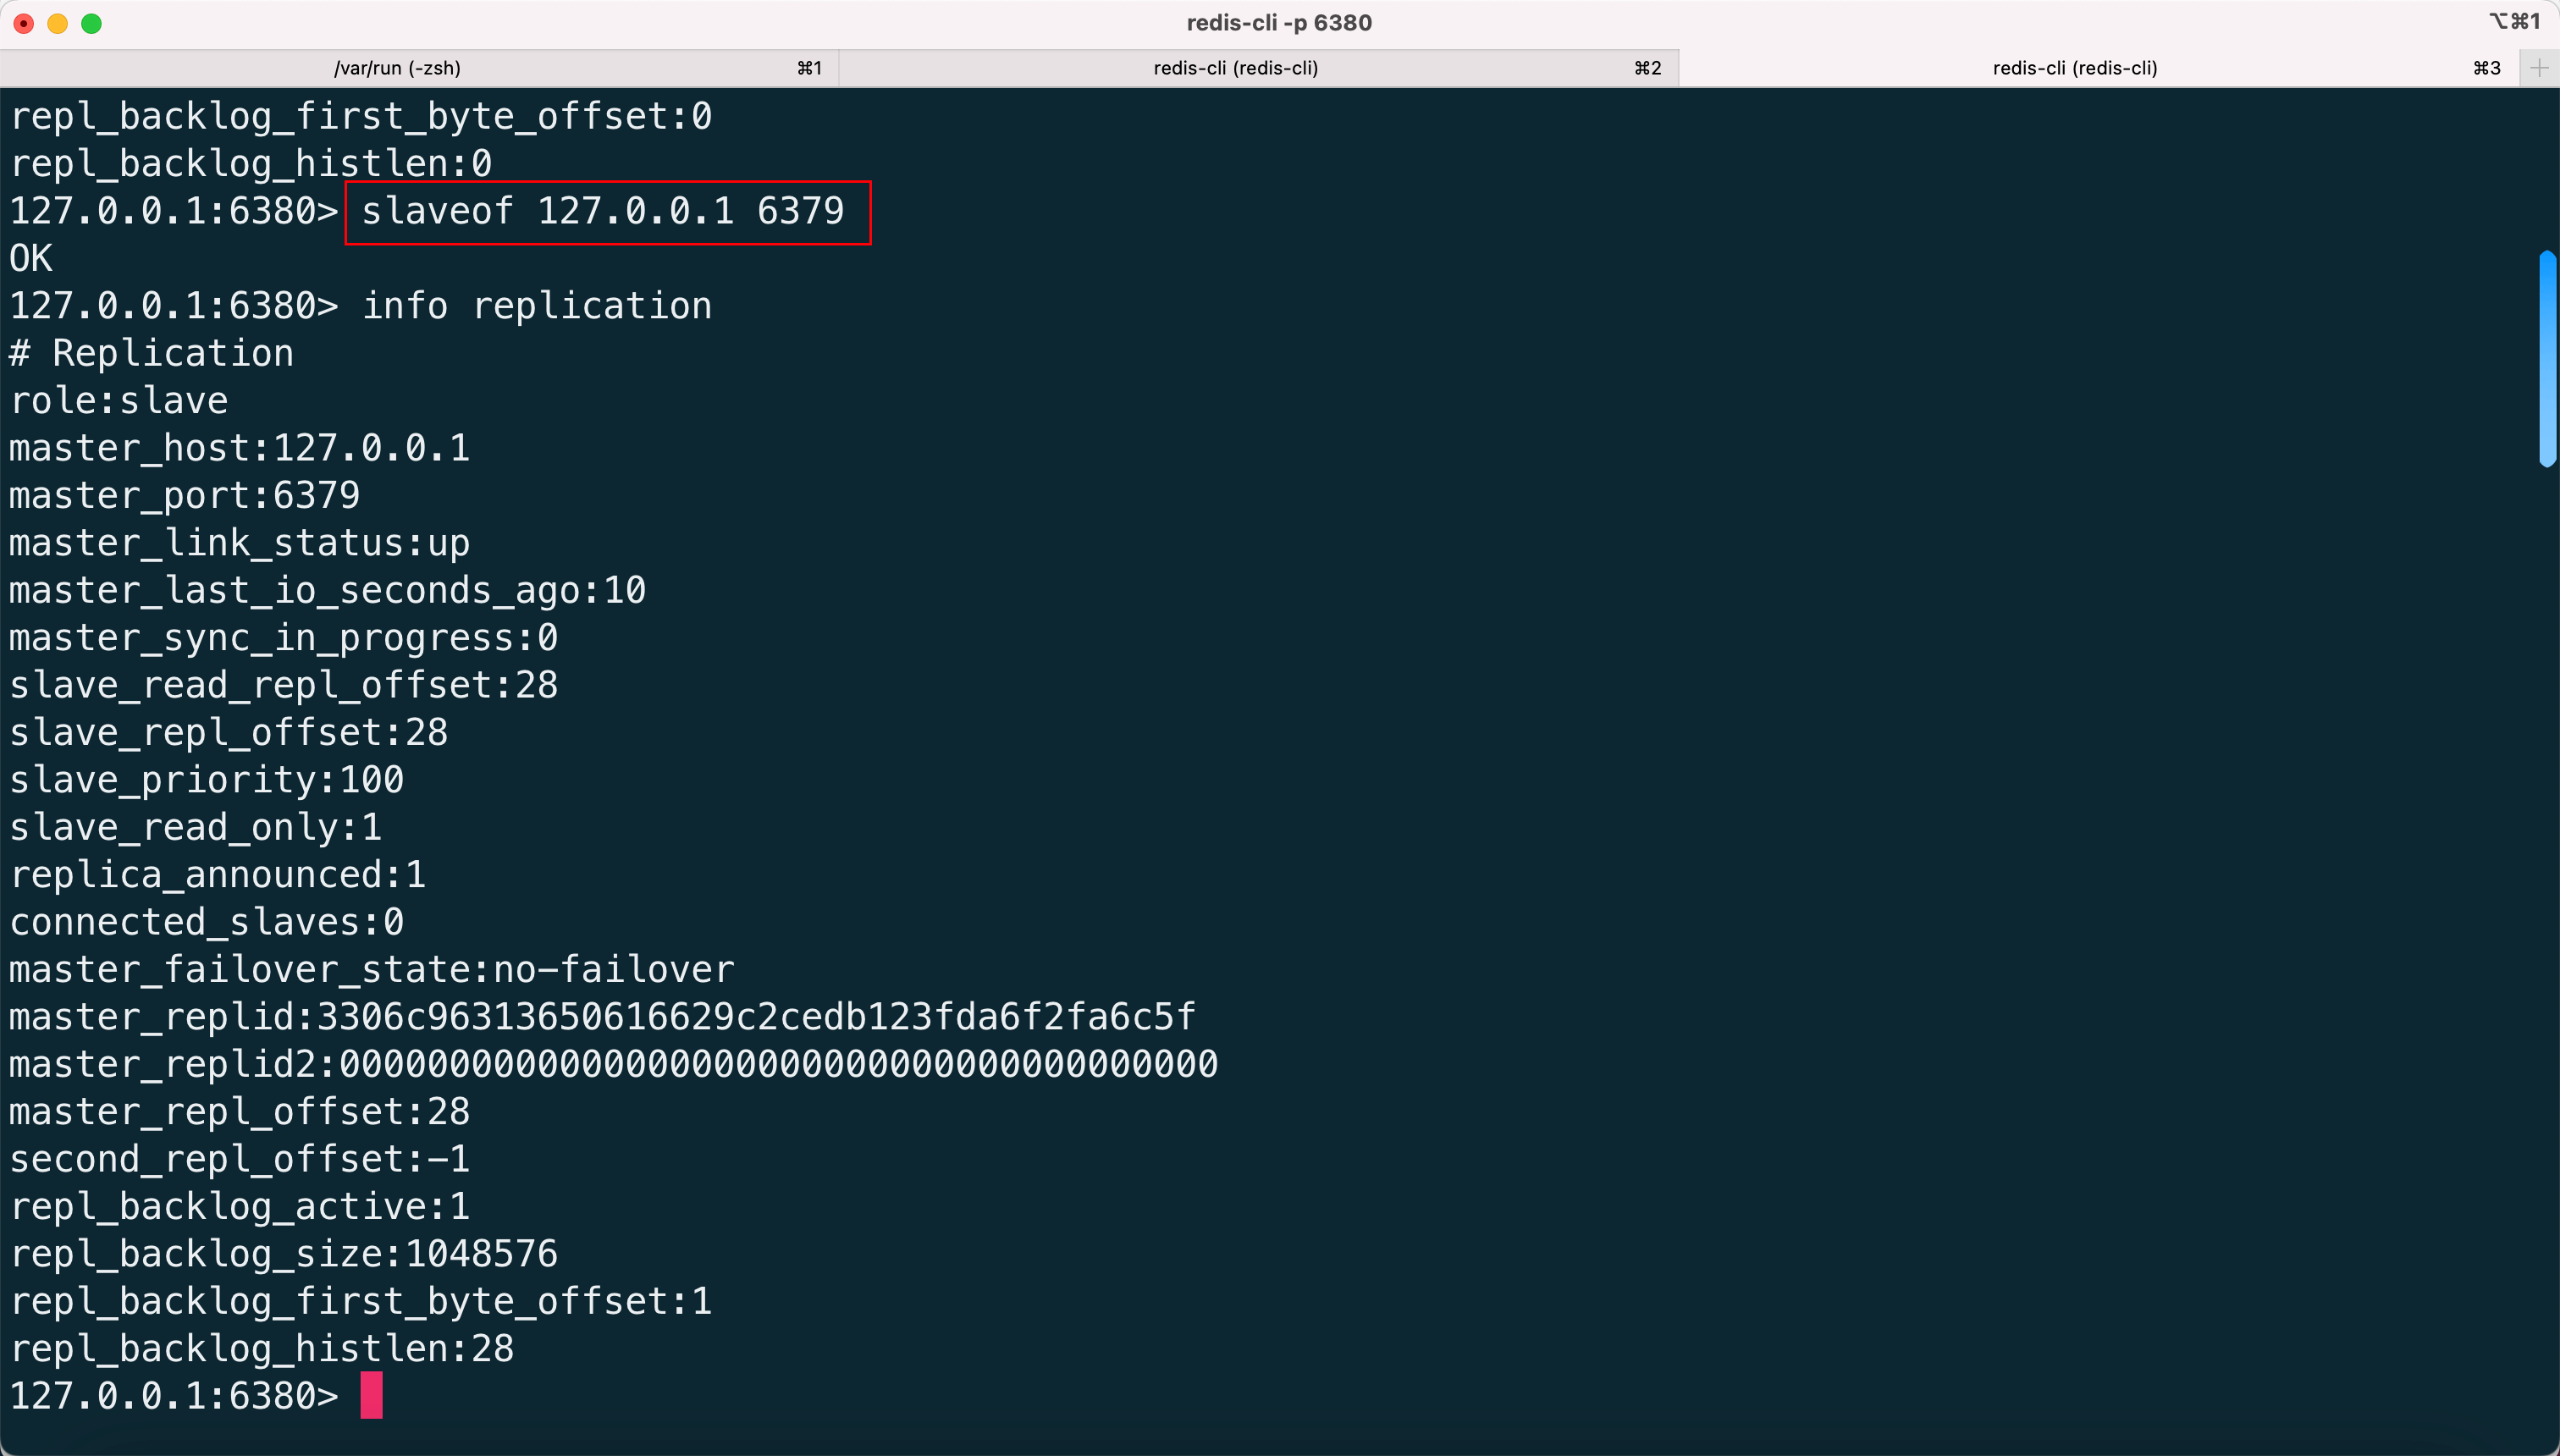 redis-cli -p 6380
⌥⌘1
/var/run (-zsh) ⌘1
redis-cli (redis-cli) ⌘2
redis-cli (redis-cli) ⌘3
repl_backlog_first_byte_offset:0
repl_backlog_histlen:0
127.0.0.1:6380> slaveof 127.0.0.1 6379
OK
127.0.0.1:6380> info replication
# Replication
role:slave
master_host:127.0.0.1
master_port:6379
master_link_status:up
master_last_io_seconds_ago:10
master_sync_in_progress:0
slave_read_repl_offset:28
slave_repl_offset:28
slave_priority:100
slave_read_only:1
replica_announced:1
connected_slaves:0
master_failover_state:no-failover
master_replid:3306c96313650616629c2cedb123fda6f2fa6c5f
master_replid2:0000000000000000000000000000000000000000
master_repl_offset:28
second_repl_offset:-1
repl_backlog_active:1
repl_backlog_size:1048576
repl_backlog_first_byte_offset:1
repl_backlog_histlen:28
127.0.0.1:6380>